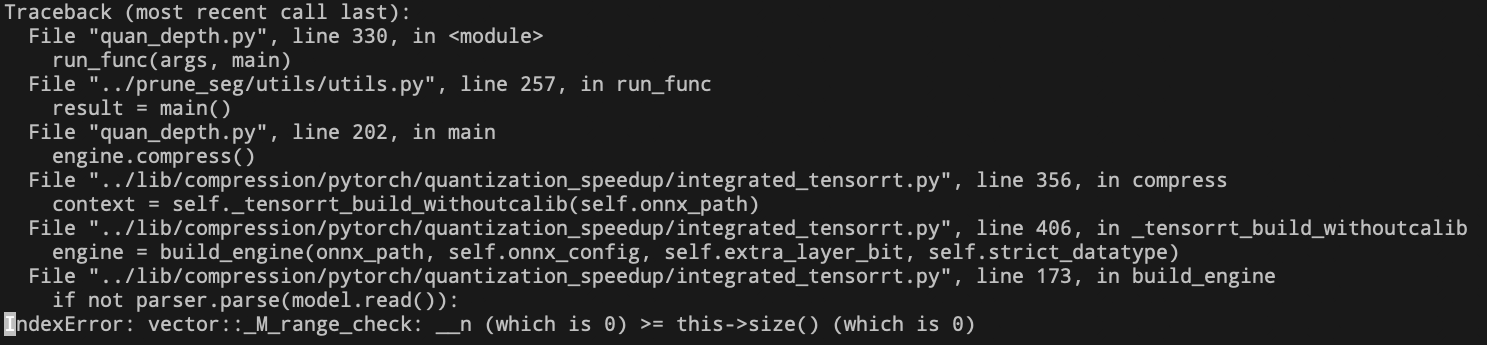 Traceback (most recent call last):
  File "quan_depth.py", line 330, in <module>
    run_func(args, main)
  File "../prune_seg/utils/utils.py", line 257, in run_func
    result = main()
  File "quan_depth.py", line 202, in main
    engine.compress()
  File "../lib/compression/pytorch/quantization_speedup/integrated_tensorrt.py", line 356, in compress
    context = self._tensorrt_build_withoutcalib(self.onnx_path)
  File "../lib/compression/pytorch/quantization_speedup/integrated_tensorrt.py", line 406, in _tensorrt_build_withoutcalib
    engine = build_engine(onnx_path, self.onnx_config, self.extra_layer_bit, self.strict_datatype)
  File "../lib/compression/pytorch/quantization_speedup/integrated_tensorrt.py", line 173, in build_engine
    if not parser.parse(model.read()):
IndexError: vector::_M_range_check: __n (which is 0) >= this->size() (which is 0)